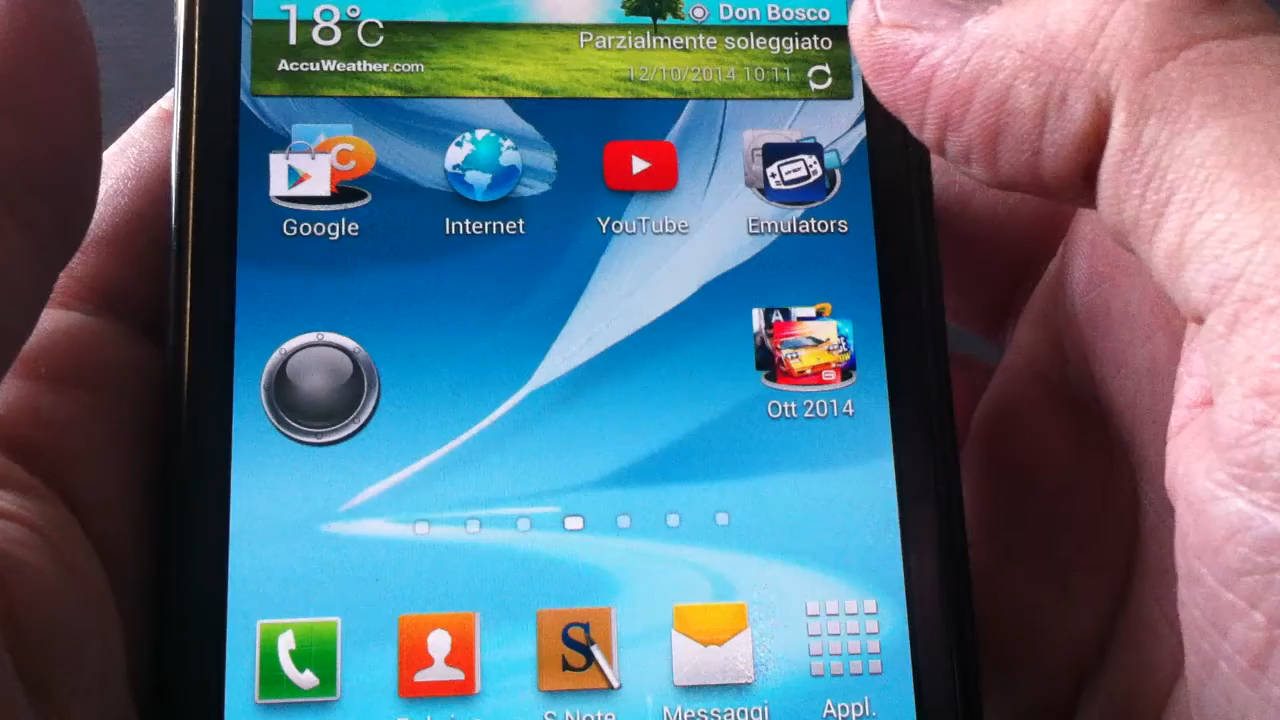 18°C
Don Bosco
Parzialmente soleggiato
AccuWeather.com
12/10/2014 10:11
Google
Internet
YouTube
Emulators
Ott 2014
S Note
Messaggi
Appl.